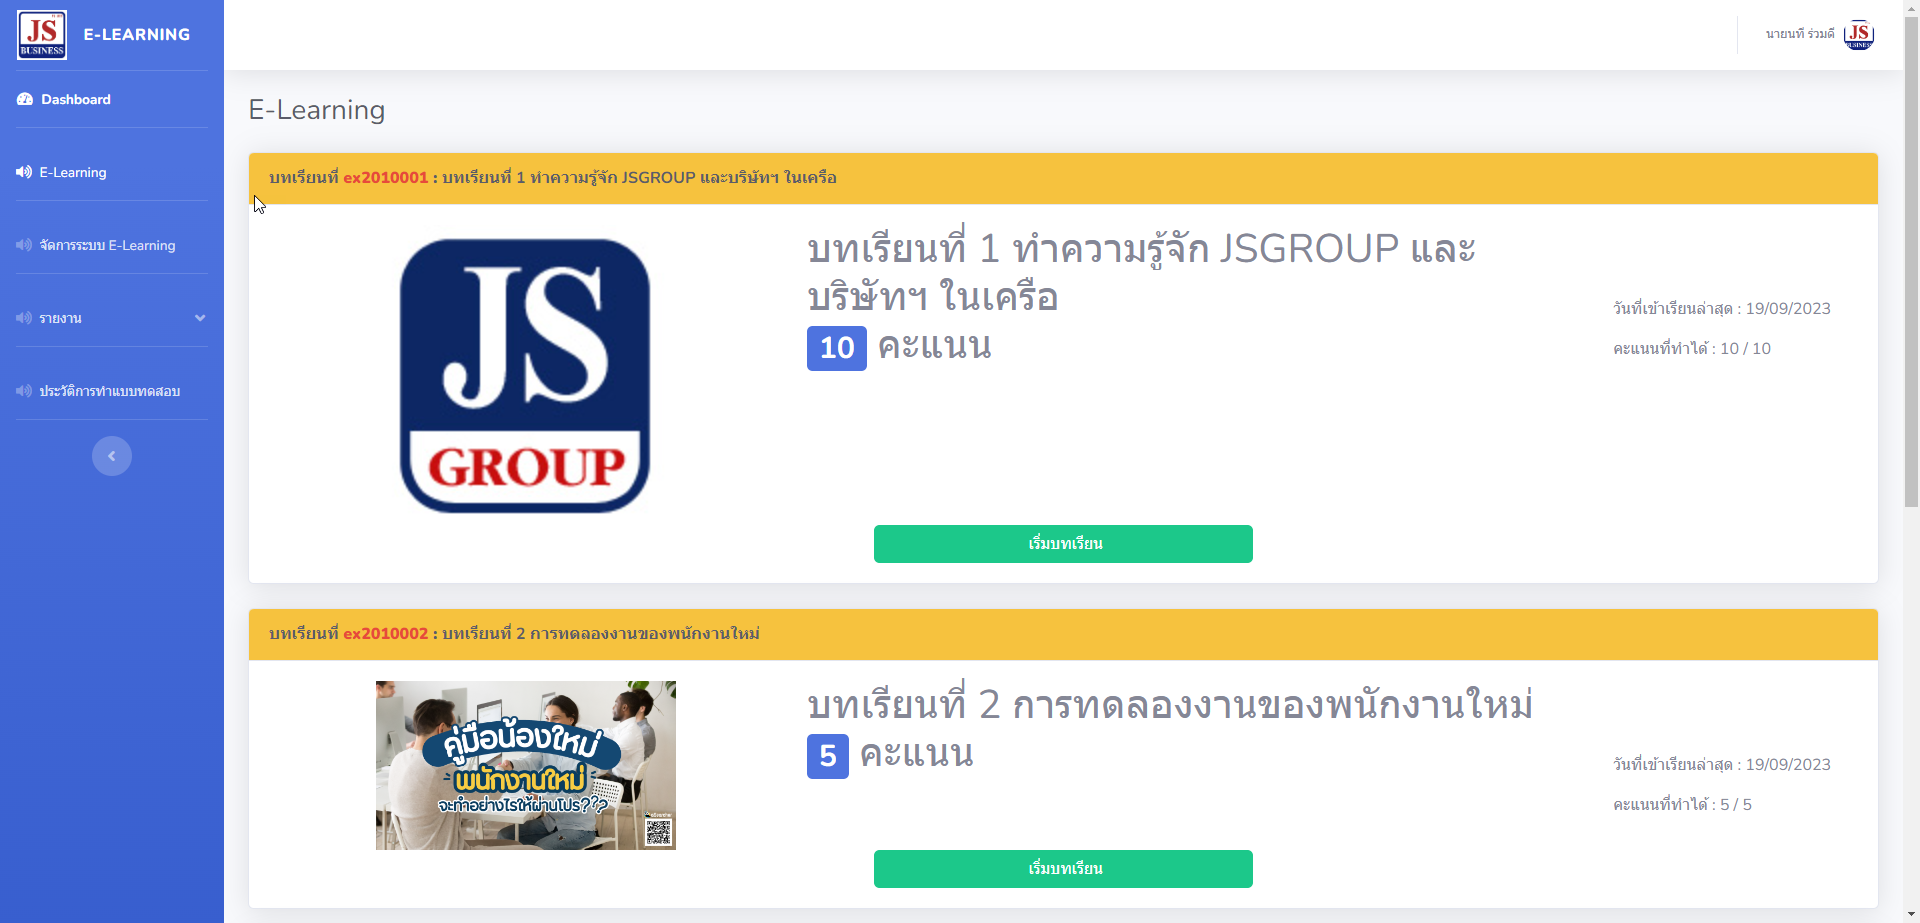 JS
BUSINESS
E-LEARNING
นายนที ร่วมดี
JS
Dashboard
E-Learning
จัดการระบบ E-Learning
รายงาน
ประวัติการทำแบบทดสอบ
E-Learning
บทเรียนที่ ex2010001 : บทเรียนที่ 1 ทำความรู้จัก JSGROUP และบริษัทฯ ในเครือ
JS
GROUP
บทเรียนที่ 1 ทำความรู้จัก JSGROUP และ
บริษัทฯ ในเครือ
10 คะแนน
วันที่เข้าเรียนล่าสุด : 19/09/2023
คะแนนที่ทำได้ : 10 / 10
เริ่มบทเรียน
บทเรียนที่ ex2010002 : บทเรียนที่ 2 การทดลองงานของพนักงานใหม่
คู่มือน้องใหม่
พนักงานใหม่
จะทำอย่างไรให้ผ่านโปร???
บทเรียนที่ 2 การทดลองงานของพนักงานใหม่
5 คะแนน
วันที่เข้าเรียนล่าสุด : 19/09/2023
คะแนนที่ทำได้ : 5 / 5
เริ่มบทเรียน